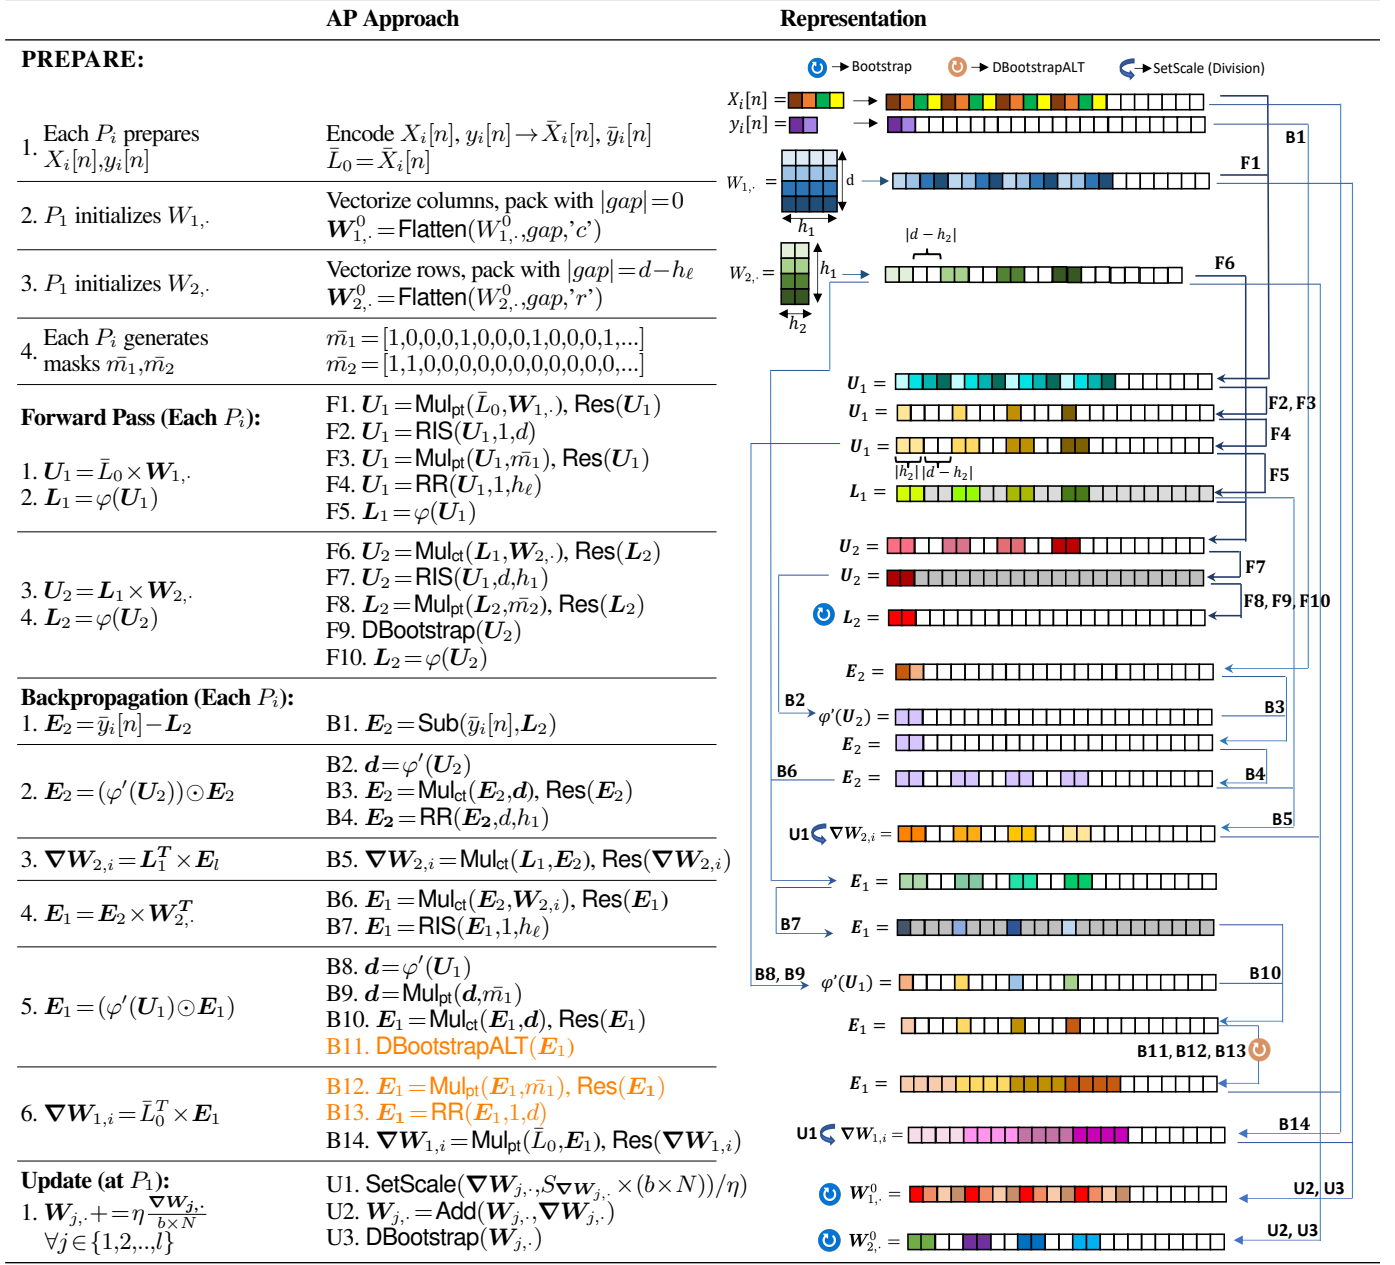 AP Approach Representation
PREPARE:
→ Bootstrap → DBootstrapALT → SetScale (Division)
X_i[n] = →
y_i[n] = →
1. Each P_i prepares X_i[n],y_i[n]
Encode X_i[n], y_i[n] → X̄_i[n], ȳ_i[n]
L̄_0 = X̄_i[n]
B1
F1
W_{1,·} = d
h_1
2. P_1 initializes W_{1,·}
Vectorize columns, pack with |gap|=0
W^0_{1,·} = Flatten(W^0_{1,·},gap,'c')
|d − h_2|
W_{2,·} = h_1
h_2
F6
3. P_1 initializes W_{2,·}
Vectorize rows, pack with |gap|=d−h_ℓ
W^0_{2,·} = Flatten(W^0_{2,·},gap,'r')
4. Each P_i generates masks m̄_1,m̄_2
m̄_1 = [1,0,0,0,1,0,0,0,1,0,0,0,1,...]
m̄_2 = [1,1,0,0,0,0,0,0,0,0,0,0,0,...]
Forward Pass (Each P_i):
1. U_1 = L̄_0 × W_{1,·}
2. L_1 = φ(U_1)
F1. U_1 = Mul_pt(L̄_0,W_{1,·}), Res(U_1)
F2. U_1 = RIS(U_1,1,d)
F3. U_1 = Mul_pt(U_1,m̄_1), Res(U_1)
F4. U_1 = RR(U_1,1,h_ℓ)
F5. L_1 = φ(U_1)
U_1 =
U_1 =
F2, F3
U_1 =
F4
|h_2| |d − h_2|
F5
L_1 =
3. U_2 = L_1 × W_{2,·}
4. L_2 = φ(U_2)
F6. U_2 = Mul_ct(L_1,W_{2,·}), Res(L_2)
F7. U_2 = RIS(U_1,d,h_1)
F8. L_2 = Mul_pt(L_2,m̄_2), Res(L_2)
F9. DBootstrap(U_2)
F10. L_2 = φ(U_2)
U_2 =
F7
U_2 =
F8, F9, F10
L_2 =
Backpropagation (Each P_i):
1. E_2 = ȳ_i[n] − L_2
B1. E_2 = Sub(ȳ_i[n],L_2)
E_2 =
B2
φ'(U_2) =
B3
E_2 =
2. E_2 = (φ′(U_2)) ⊙ E_2
B2. d = φ′(U_2)
B3. E_2 = Mul_ct(E_2,d), Res(E_2)
B4. E_2 = RR(E_2,d,h_1)
B6
E_2 =
B4
3. ∇W_{2,i} = L_1^T × E_l
B5. ∇W_{2,i} = Mul_ct(L_1,E_2), Res(∇W_{2,i})
B5
U1 ∇W_{2,i} =
4. E_1 = E_2 × W^T_{2,·}
B6. E_1 = Mul_ct(E_2,W_{2,i}), Res(E_1)
B7. E_1 = RIS(E_1,1,h_ℓ)
E_1 =
B7
E_1 =
5. E_1 = (φ′(U_1) ⊙ E_1)
B8. d = φ′(U_1)
B9. d = Mul_pt(d,m̄_1)
B10. E_1 = Mul_ct(E_1,d), Res(E_1)
B11. DBootstrapALT(E_1)
B8, B9
φ'(U_1) =
B10
E_1 =
B11, B12, B13
6. ∇W_{1,i} = L̄_0^T × E_1
B12. E_1 = Mul_pt(E_1,m̄_1), Res(E_1)
B13. E_1 = RR(E_1,1,d)
B14. ∇W_{1,i} = Mul_pt(L̄_0,E_1), Res(∇W_{1,i})
E_1 =
U1 ∇W_{1,i} =
B14
Update (at P_1):
1. W_{j,·} += η ∇W_{j,·}/(b×N)
∀j ∈ {1,2,..,l}
U1. SetScale(∇W_{j,·},S_{∇W_{j,·}} × (b×N))/η)
U2. W_{j,·} = Add(W_{j,·},∇W_{j,·})
U3. DBootstrap(W_{j,·})
W^0_{1,·} =
U2, U3
W^0_{2,·} =
U2, U3